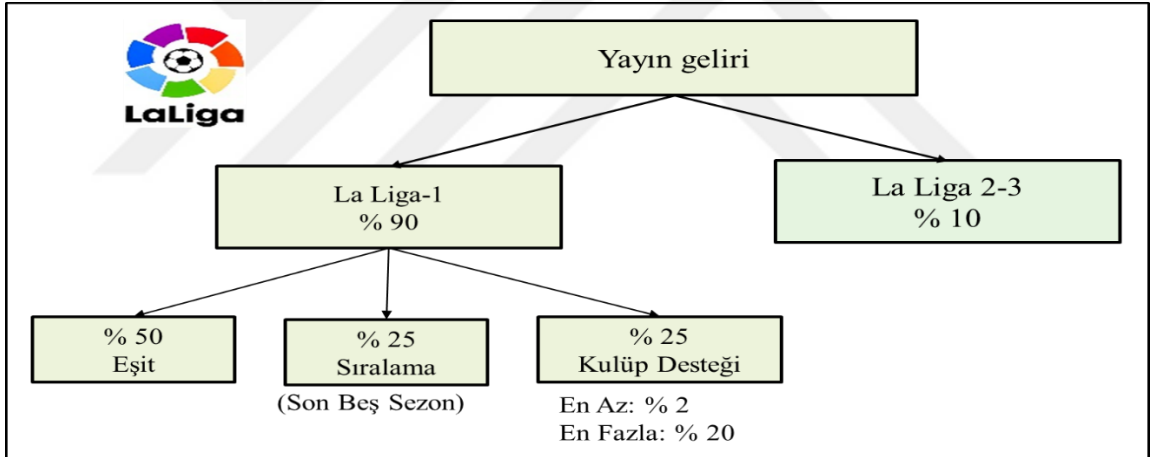 LaLiga
Yayın geliri
La Liga-1
% 90
La Liga 2-3
% 10
% 50
Eşit
% 25
Sıralama
(Son Beş Sezon)
% 25
Kulüp Desteği
En Az: % 2
En Fazla: % 20